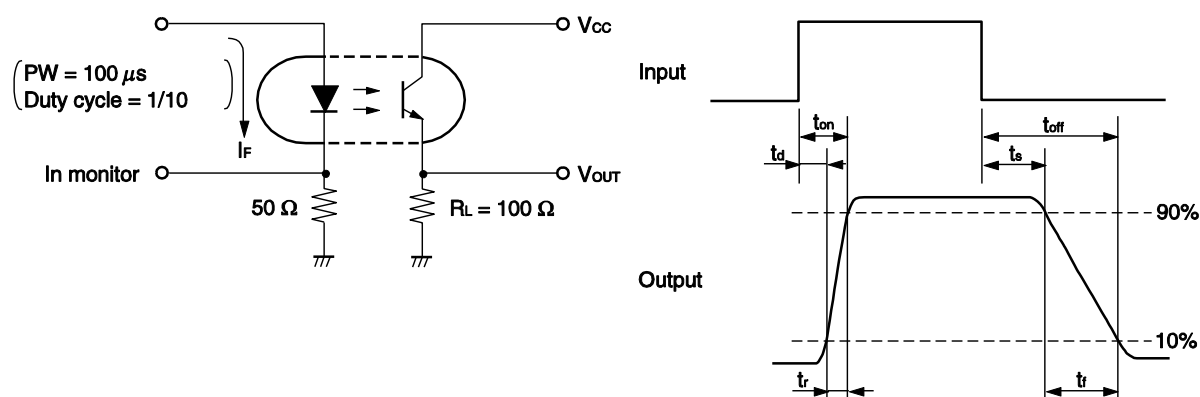 VCC
PW = 100 μs
Duty cycle = 1/10
IF
In monitor
VOUT
50 Ω
RL = 100 Ω
Input
ton
toff
td
ts
90%
Output
10%
tr
tf